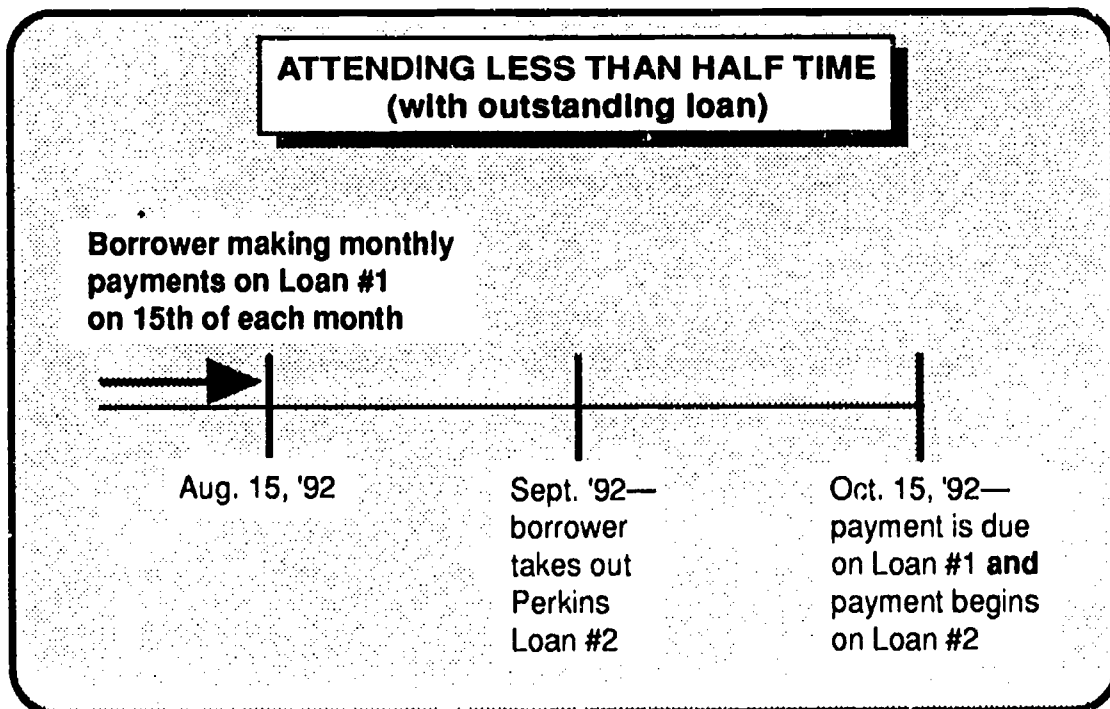 ATTENDING LESS THAN HALF TIME
(with outstanding loan)
Borrower making monthly
payments on Loan #1
on 15th of each month
Aug. 15, '92
Sept. '92—
borrower
takes out
Perkins
Loan #2
Oct. 15, '92—
payment is due
on Loan #1 and
payment begins
on Loan #2